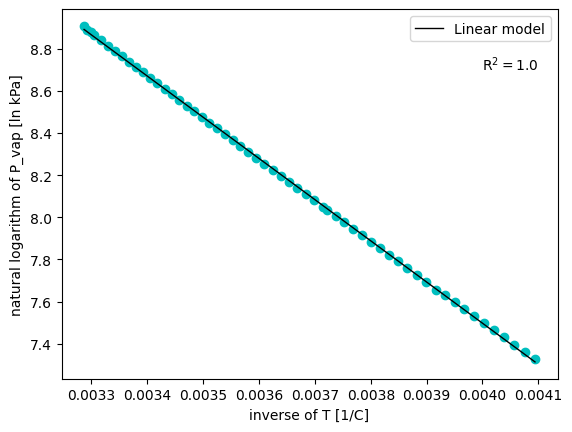 Linear model
R² = 1.0
natural logarithm of P_vap [ln kPa]
8.8
8.6
8.4
8.2
8.0
7.8
7.6
7.4
0.0033 0.0034 0.0035 0.0036 0.0037 0.0038 0.0039 0.0040 0.0041
inverse of T [1/C]